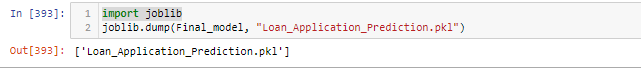 In [393]:
1 import joblib
2 joblib.dump(Final_model, "Loan_Application_Prediction.pkl")
Out[393]: ['Loan_Application_Prediction.pkl']